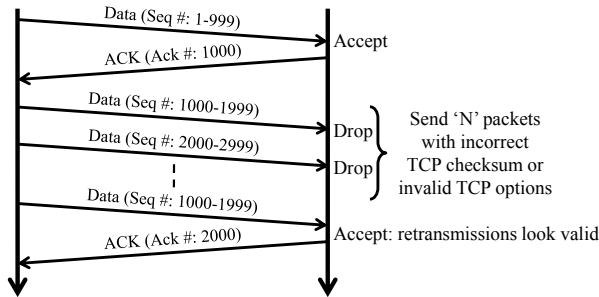 Data (Seq #: 1-999)
Accept
ACK (Ack #: 1000)
Data (Seq #: 1000-1999)
Drop
Data (Seq #: 2000-2999)
Drop
Send ‘N’ packets
with incorrect
TCP checksum or
invalid TCP options
Data (Seq #: 1000-1999)
Accept: retransmissions look valid
ACK (Ack #: 2000)